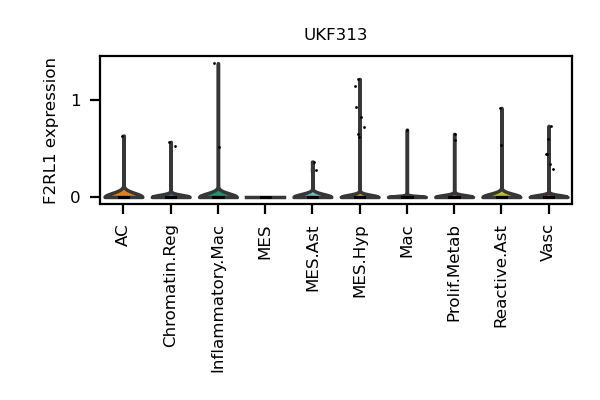 UKF313
F2RL1 expression
1
0
AC
Chromatin.Reg
Inflammatory.Mac
MES
MES.Ast
MES.Hyp
Mac
Prolif.Metab
Reactive.Ast
Vasc